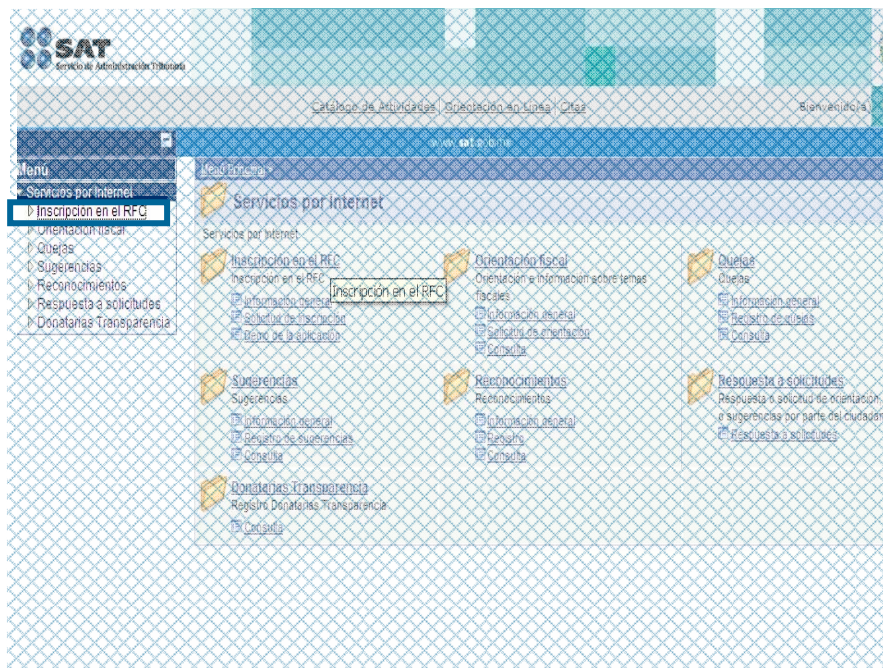 SAT
Servicio de Administración Tributaria
Catálogo de Actividades | Orientación en Línea | Citas
Bienvenido/a
www.sat.gob.mx
Menú
Servicios por Internet
Inscripción en el RFC
Orientación fiscal
Quejas
Sugerencias
Reconocimientos
Respuesta a solicitudes
Donatarias Transparencia
Menú Principal >
Servicios por Internet
Servicios por Internet
Inscripción en el RFC
Inscripción en el RFC
Información general
Solicitud de inscripción
Demo de la aplicación
Inscripción en el RFC
Orientación fiscal
Orientación e Información sobre temas
fiscales
Información general
Solicitud de orientación
Consulta
Quejas
Quejas
Información general
Registro de quejas
Consulta
Sugerencias
Sugerencias
Información general
Registro de sugerencias
Consulta
Reconocimientos
Reconocimientos
Información general
Registro
Consulta
Respuesta a solicitudes
Respuesta o solicitud de orientación
o sugerencias por parte del ciudadan
Respuesta a solicitudes
Donatarias Transparencia
Registro Donatarias Transparencia
Consulta